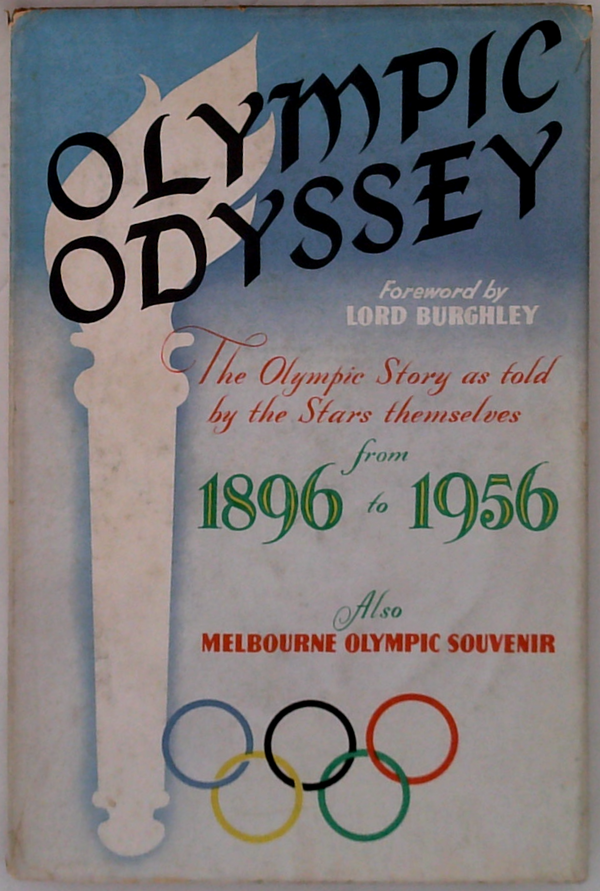 OLYMPIC
ODYSSEY
Foreword by
LORD BURGHLEY
The Olympic Story as told
by the Stars themselves
from
1896 to 1956
Also
MELBOURNE OLYMPIC SOUVENIR